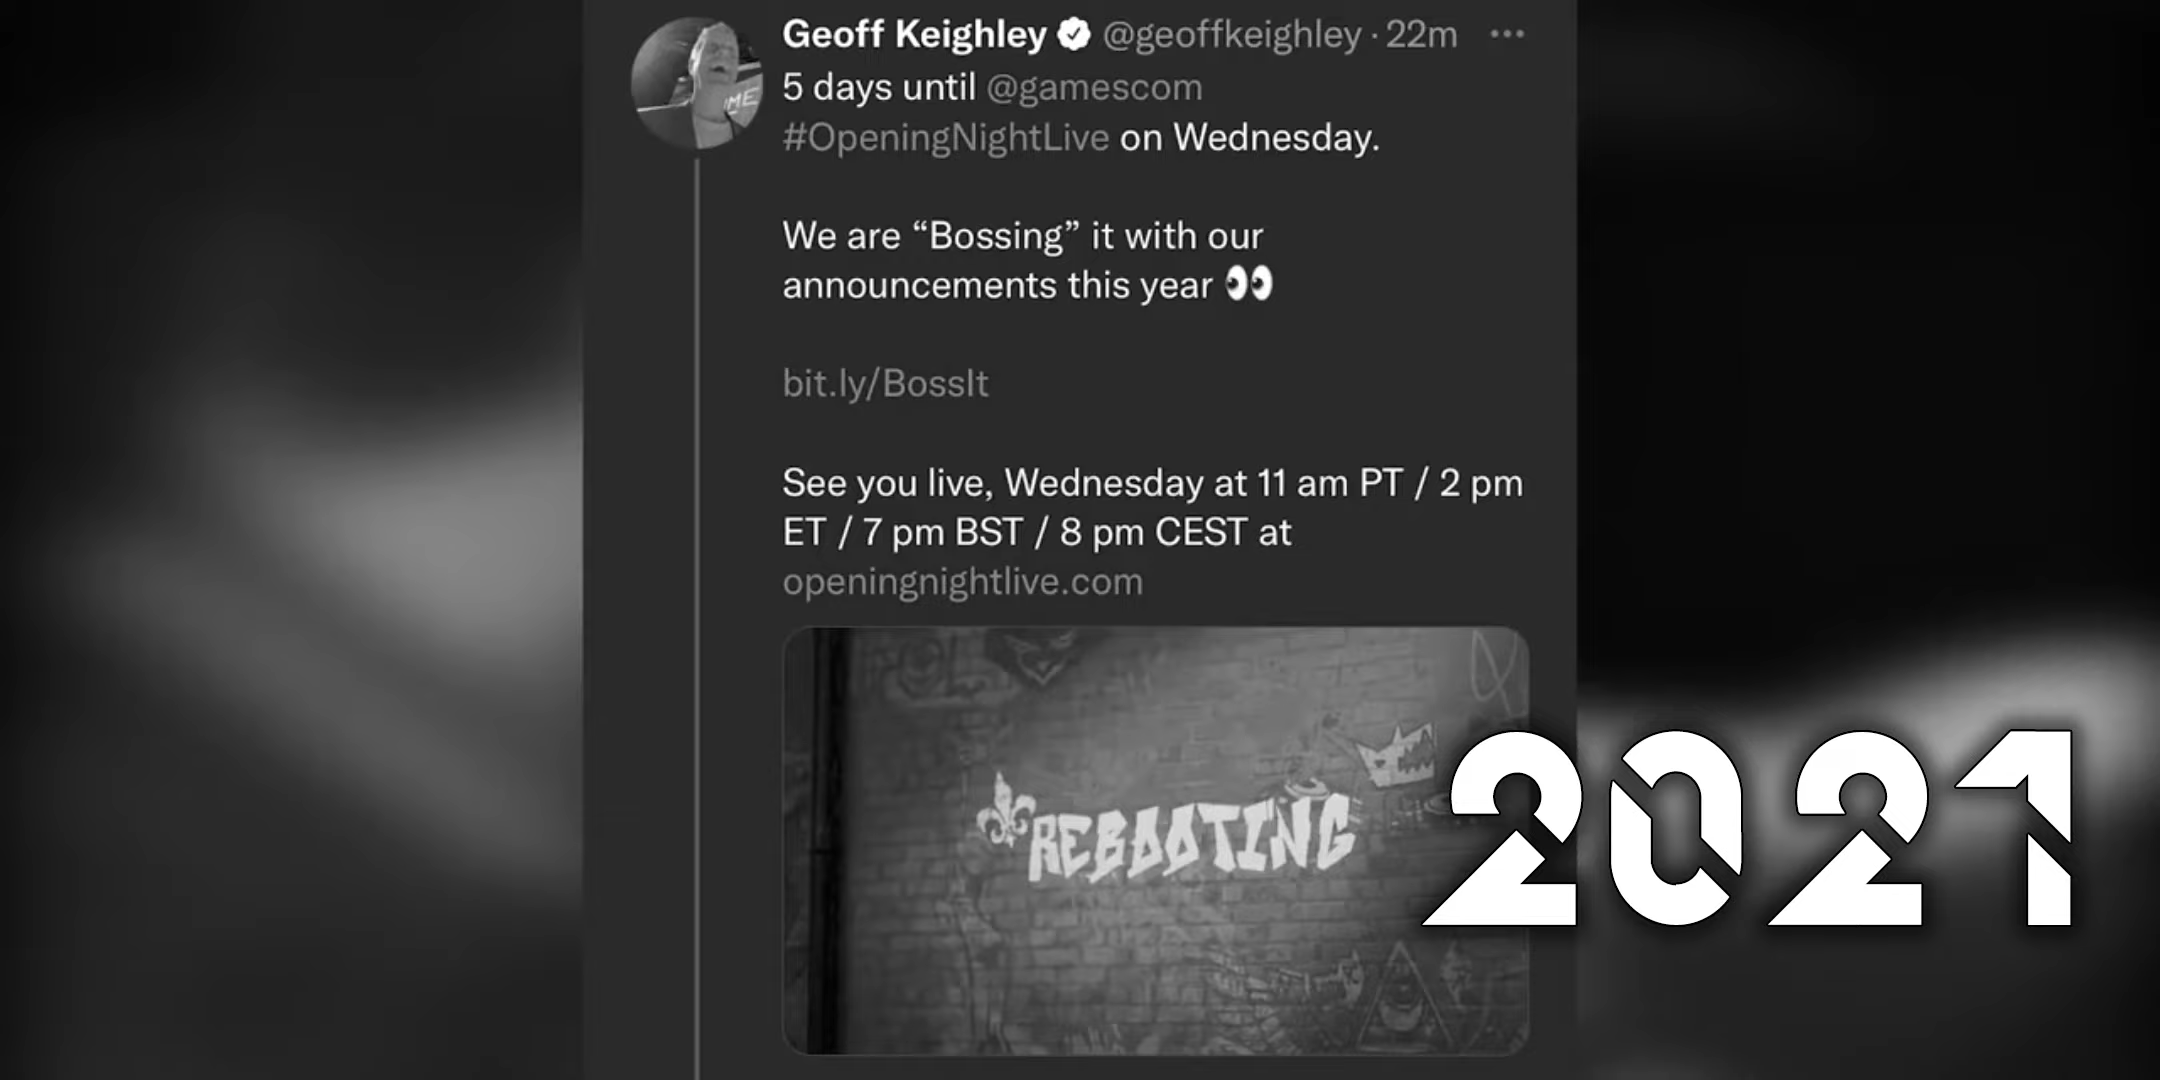 Geoff Keighley @geoffkeighley · 22m
5 days until @gamescom
#OpeningNightLive on Wednesday.
We are “Bossing” it with our
announcements this year 👀
bit.ly/BossIt
See you live, Wednesday at 11 am PT / 2 pm
ET / 7 pm BST / 8 pm CEST at
openingnightlive.com
REBOOTING
2021